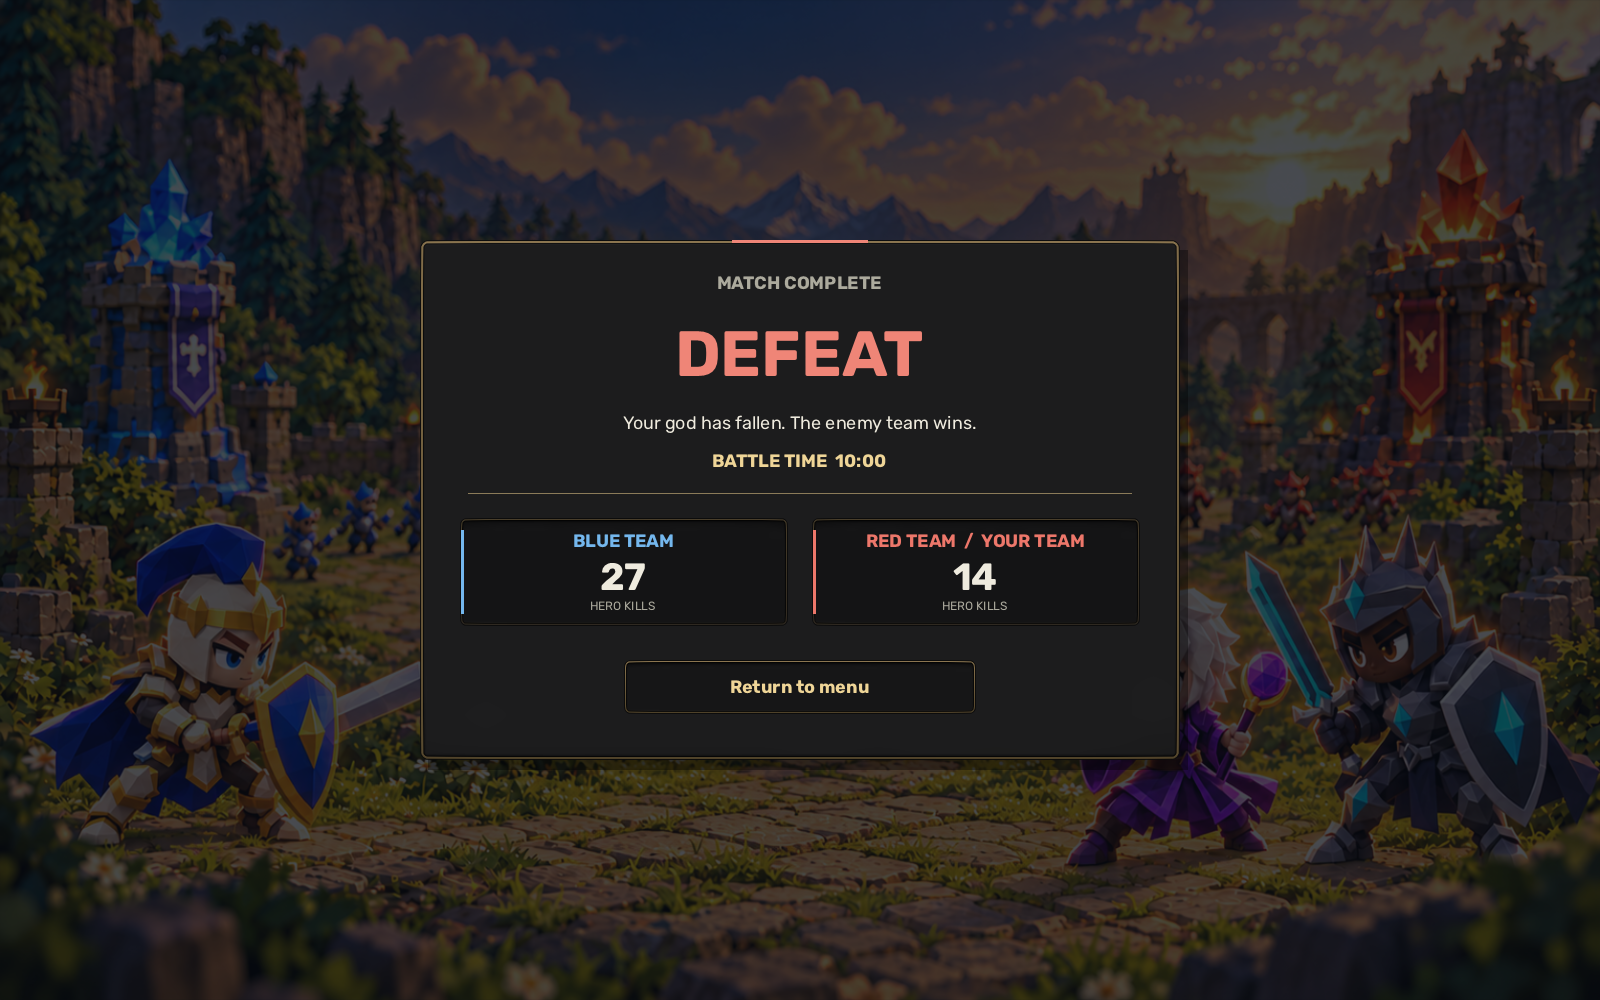 MATCH COMPLETE
DEFEAT
Your god has fallen. The enemy team wins.
BATTLE TIME 10:00
BLUE TEAM
27
HERO KILLS
RED TEAM / YOUR TEAM
14
HERO KILLS
Return to menu